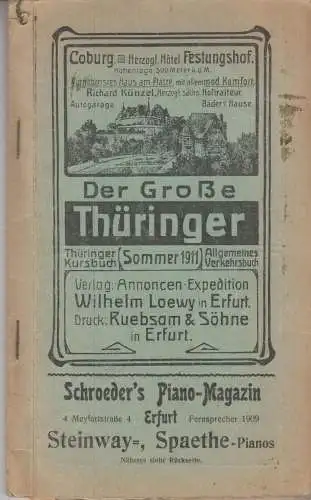 Coburg Herzogl. Hôtel Festungshof.
Höhenlage 500 Meter ü.d.M.
Vornehmstes Haus am Platze, mit allem mod. Komfort.
Richard Künzel, Herzogl. Sächs. Hoftraiteur.
Autogarage. Bäder i. Hause.
Der Große
Thüringer
Thüringer Kursbuch (Sommer 1911) Allgemeines Verkehrsbuch
Verlag: Annoncen-Expedition
Wilhelm Loewy in Erfurt.
Druck: Ruebsam & Söhne
in Erfurt.
Schroeder's Piano-Magazin
4 Meyfartstraße 4 Erfurt Fernsprecher 1909
Steinway=, Spaethe-Pianos
Näheres siehe Rückseite.